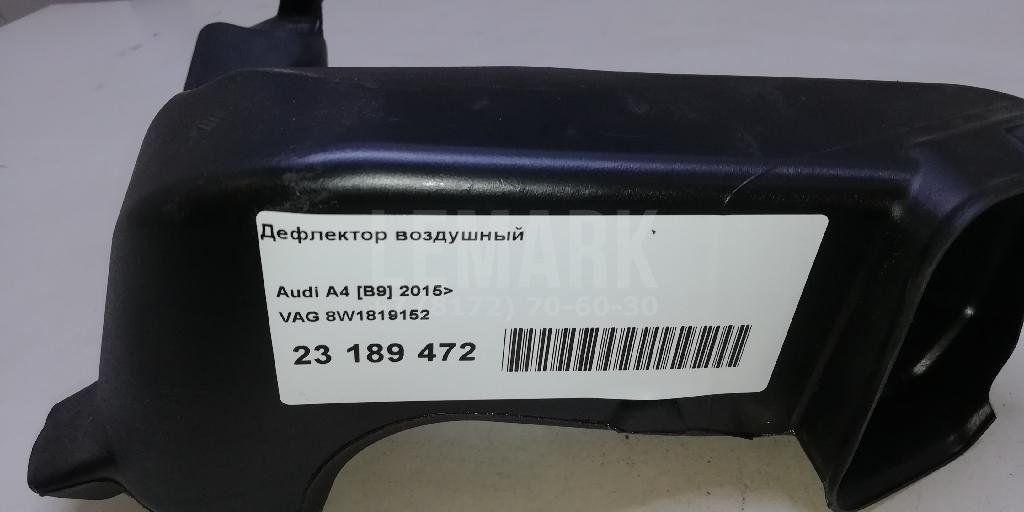 Дефлектор воздушный
LEMARK
Audi A4 [B9] 2015>
8172) 70-60-30
VAG 8W1819152
23 189 472